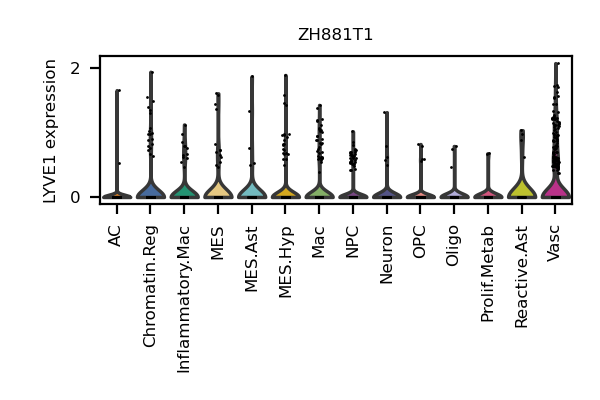 ZH881T1
LYVE1 expression
2
0
AC
Chromatin.Reg
Inflammatory.Mac
MES
MES.Ast
MES.Hyp
Mac
NPC
Neuron
OPC
Oligo
Prolif.Metab
Reactive.Ast
Vasc